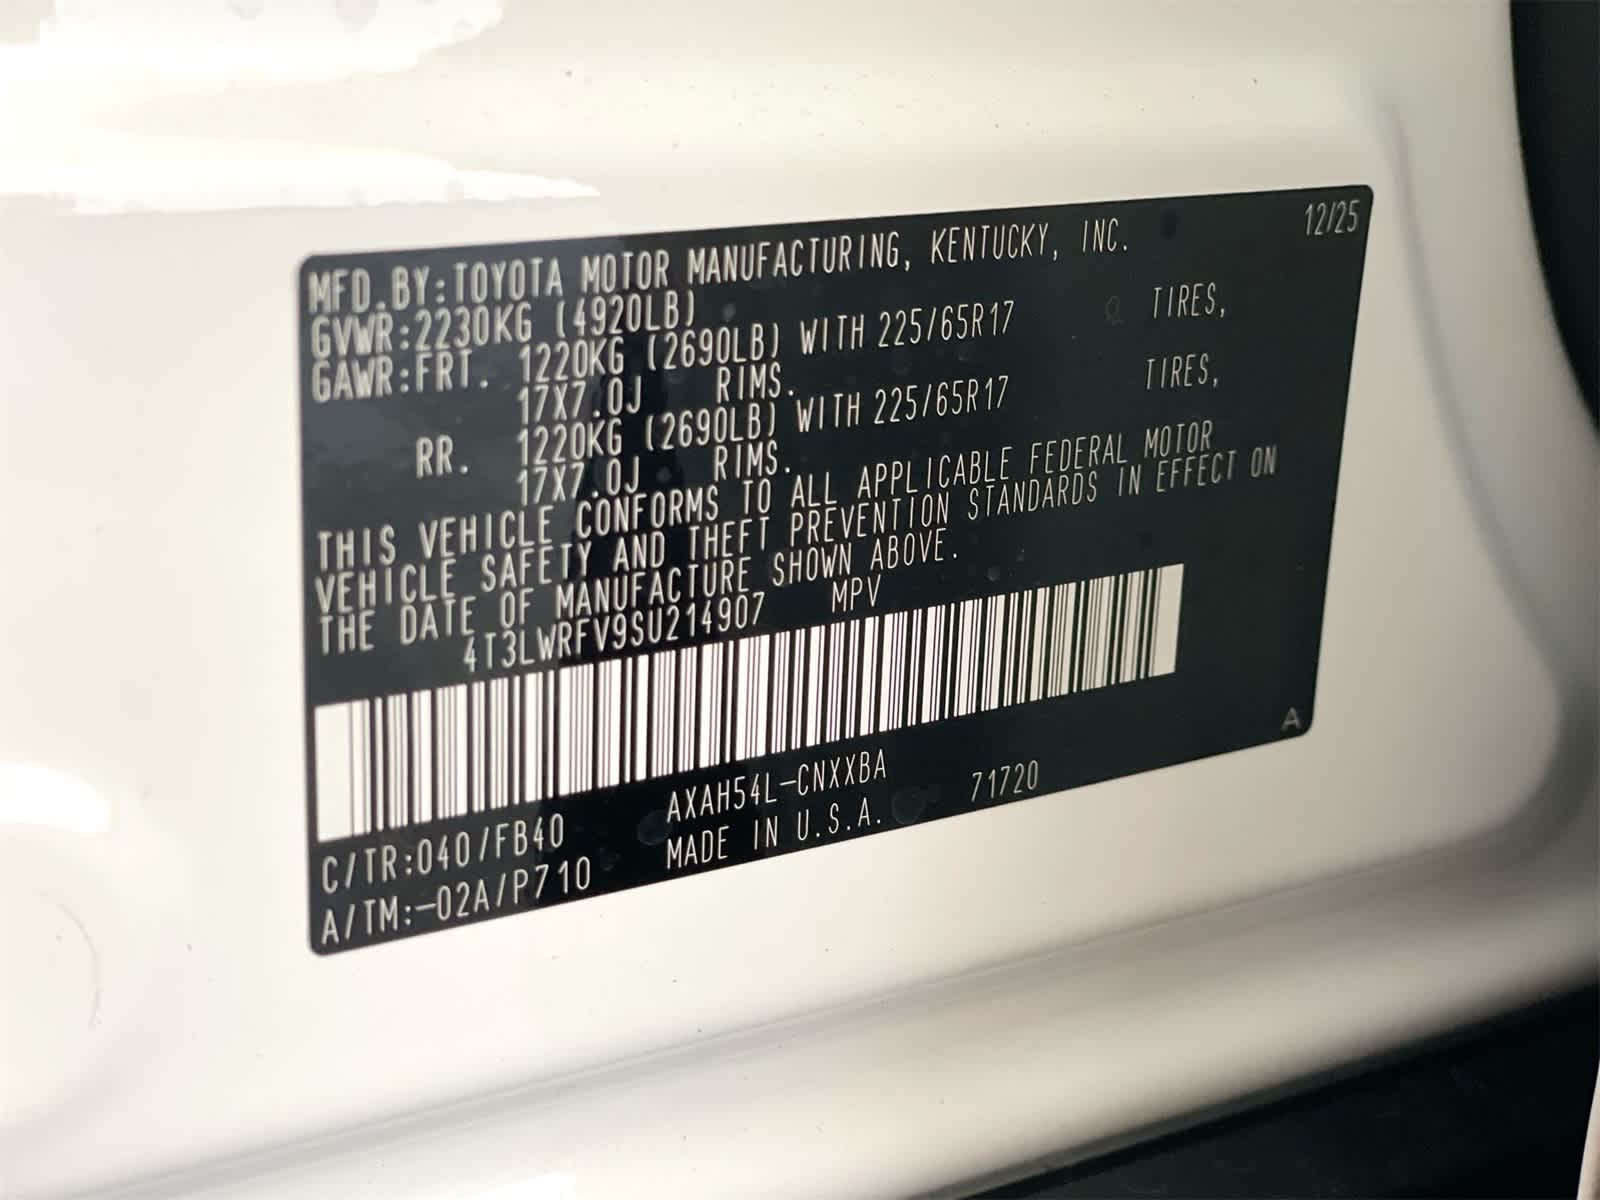 12/25
MFD.BY:TOYOTA MOTOR MANUFACTURING, KENTUCKY, INC.
GVWR:2230KG (4920LB)
GAWR:FRT. 1220KG (2690LB) WITH 225/65R17 TIRES,
17X7.0J RIMS.
RR. 1220KG (2690LB) WITH 225/65R17 TIRES,
17X7.0J RIMS.
THIS VEHICLE CONFORMS TO ALL APPLICABLE FEDERAL MOTOR
VEHICLE SAFETY AND THEFT PREVENTION STANDARDS IN EFFECT ON
THE DATE OF MANUFACTURE SHOWN ABOVE.
4T3LWRFV9SU214907 MPV
A
C/TR:040/FB40 AXAH54L-CNXXBA 71720
A/TM:-02A/P710 MADE IN U.S.A.